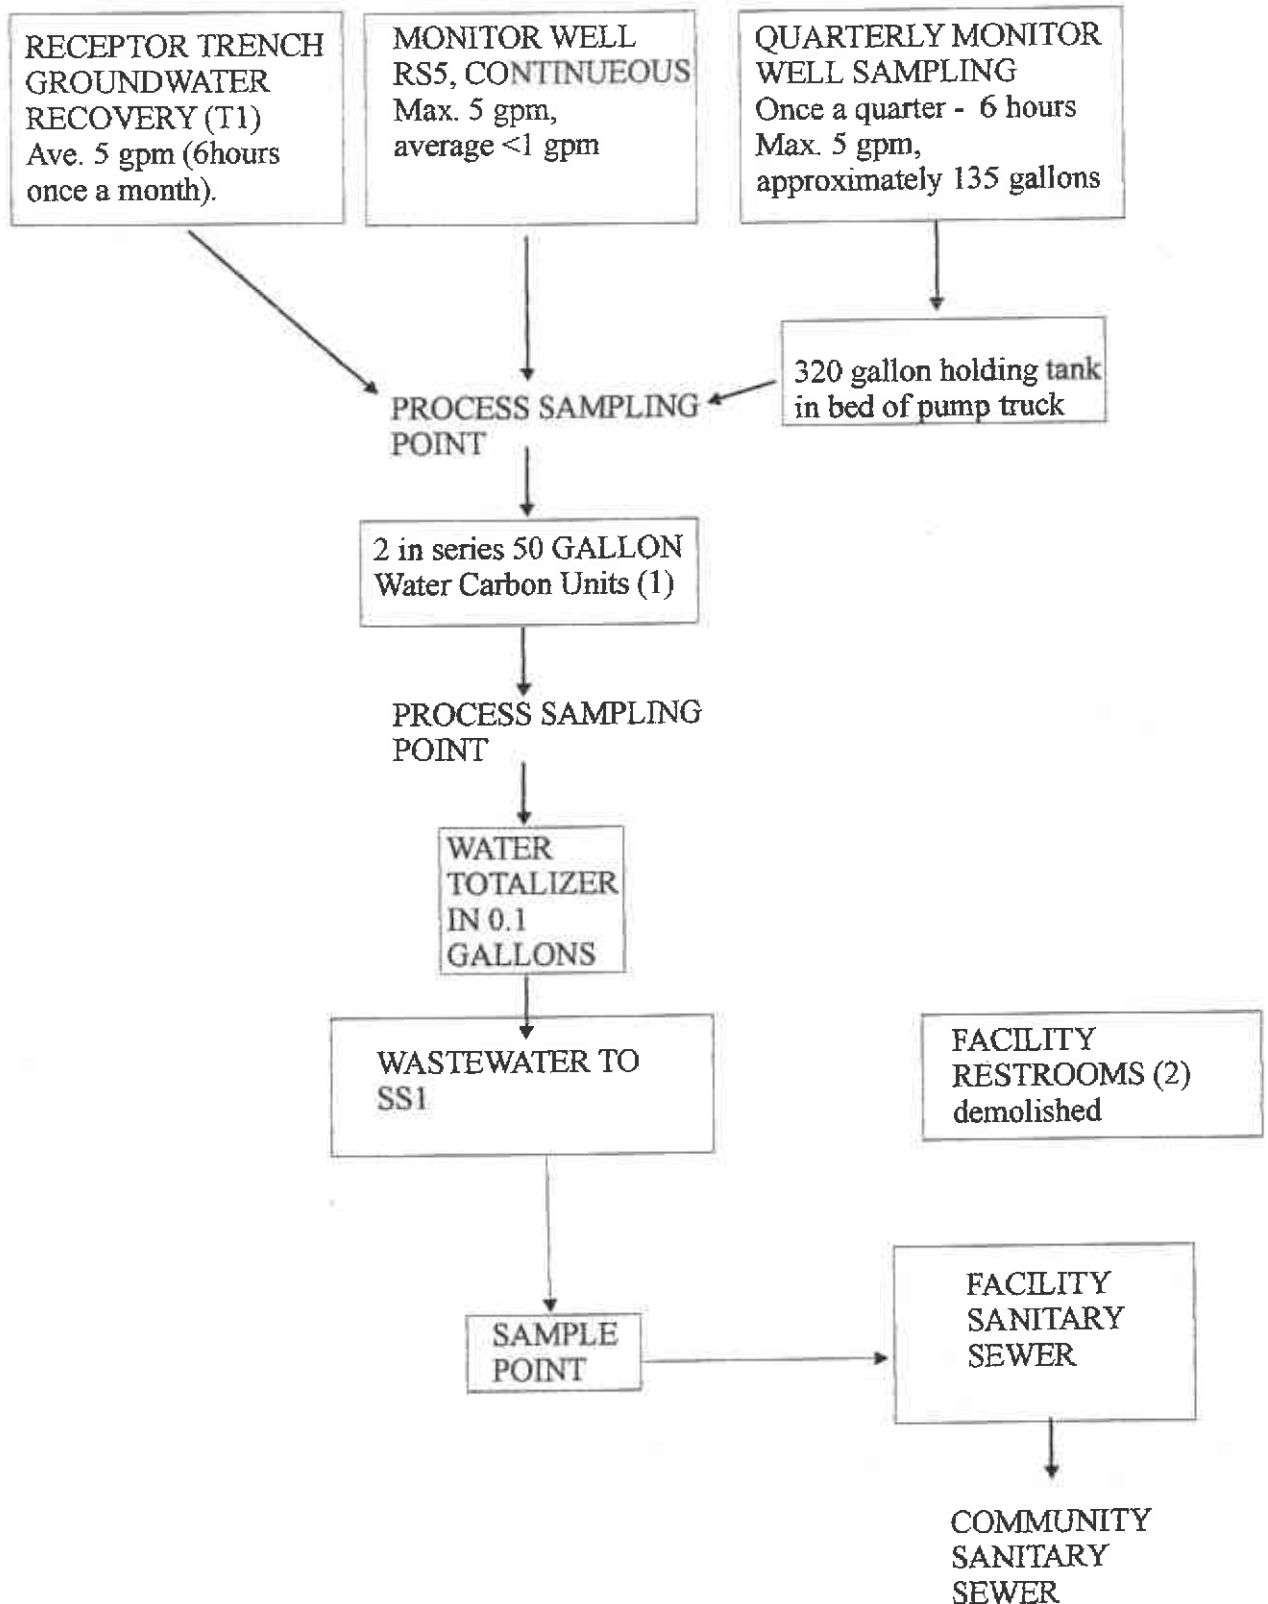 RECEPTOR TRENCH
GROUNDWATER
RECOVERY (T1)
Ave. 5 gpm (6hours
once a month).
MONITOR WELL
RS5, CONTINUEOUS
Max. 5 gpm,
average <1 gpm
QUARTERLY MONITOR
WELL SAMPLING
Once a quarter - 6 hours
Max. 5 gpm,
approximately 135 gallons
320 gallon holding tank
in bed of pump truck
PROCESS SAMPLING
POINT
2 in series 50 GALLON
Water Carbon Units (1)
PROCESS SAMPLING
POINT
WATER
TOTALIZER
IN 0.1
GALLONS
WASTEWATER TO
SS1
FACILITY
RESTROOMS (2)
demolished
SAMPLE
POINT
FACILITY
SANITARY
SEWER
COMMUNITY
SANITARY
SEWER